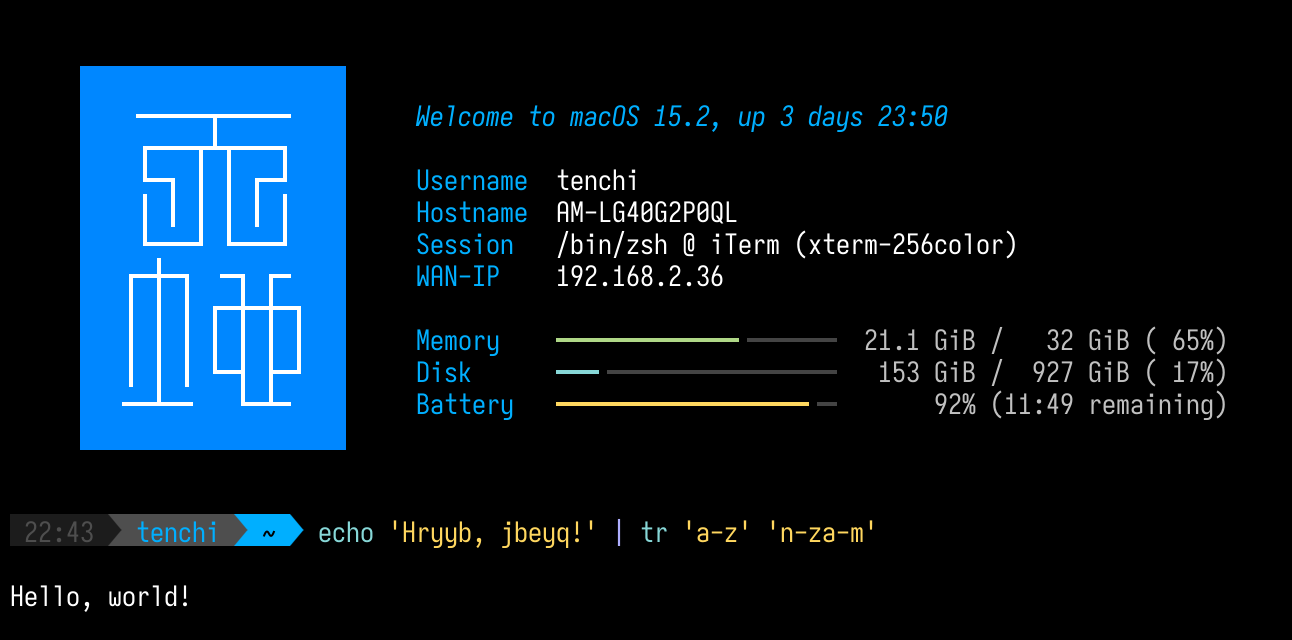 Welcome to macOS 15.2, up 3 days 23:50
Username tenchi
Hostname AM-LG40G2P0QL
Session /bin/zsh @ iTerm (xterm-256color)
WAN-IP 192.168.2.36
Memory 21.1 GiB / 32 GiB ( 65%)
Disk 153 GiB / 927 GiB ( 17%)
Battery 92% (11:49 remaining)
22:43 tenchi ~ echo 'Hryyb, jbeyq!' | tr 'a-z' 'n-za-m'
Hello, world!